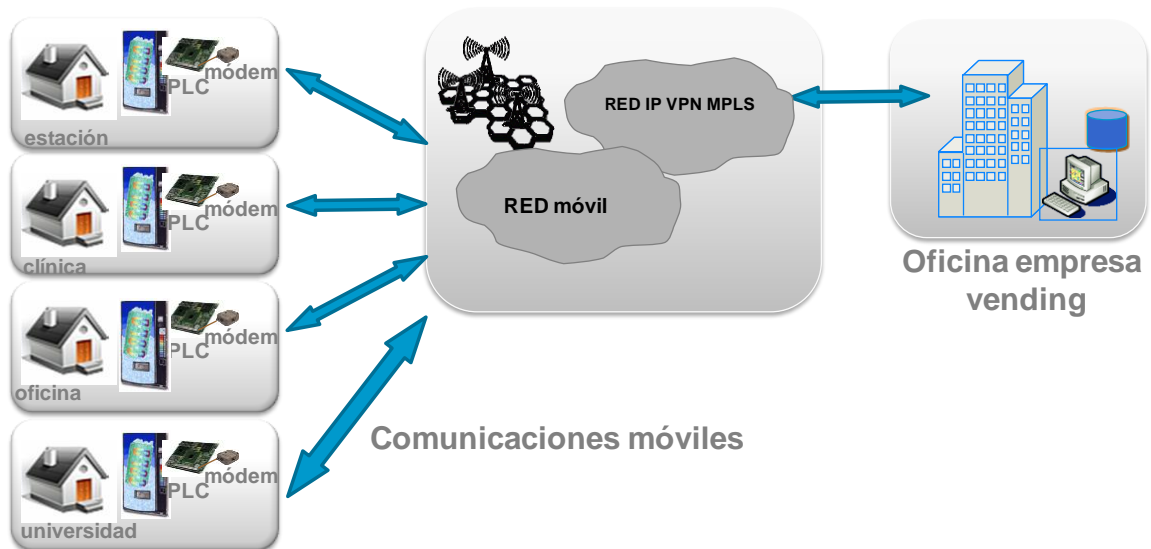 módem
PLC
estación
módem
PLC
clínica
módem
PLC
oficina
módem
PLC
universidad
RED IP VPN MPLS
RED móvil
Comunicaciones móviles
Oficina empresa
vending